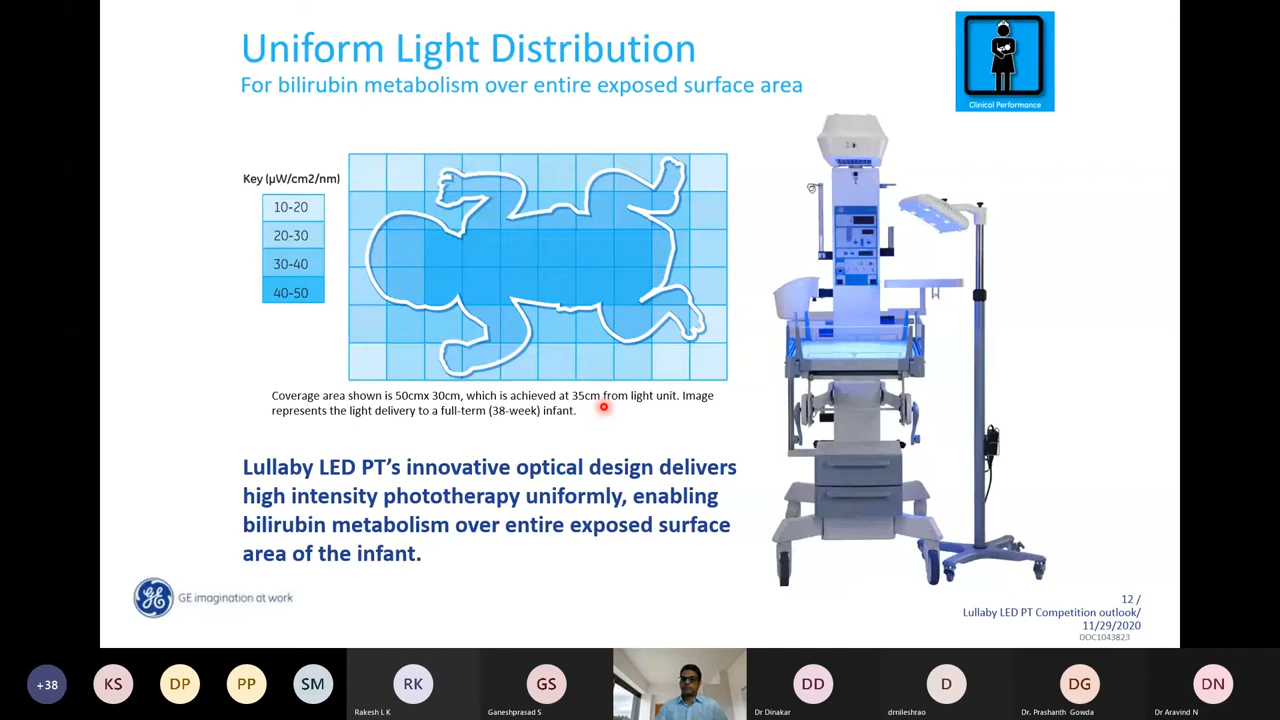 Uniform Light Distribution
For bilirubin metabolism over entire exposed surface area
Clinical Performance
Key (µW/cm2/nm)
10-20
20-30
30-40
40-50
Coverage area shown is 50cmx 30cm, which is achieved at 35cm from light unit. Image
represents the light delivery to a full-term (38-week) infant.
Lullaby LED PT’s innovative optical design delivers
high intensity phototherapy uniformly, enabling
bilirubin metabolism over entire exposed surface
area of the infant.
GE imagination at work
12 /
Lullaby LED PT Competition outlook/
11/29/2020
DOC1043823
+38
KS
DP
PP
SM
RK
GS
DD
D
DG
DN
Rakesh L K
Ganeshprasad S
Dr Dinakar
drnileshrao
Dr. Prashanth Gowda
Dr Aravind N